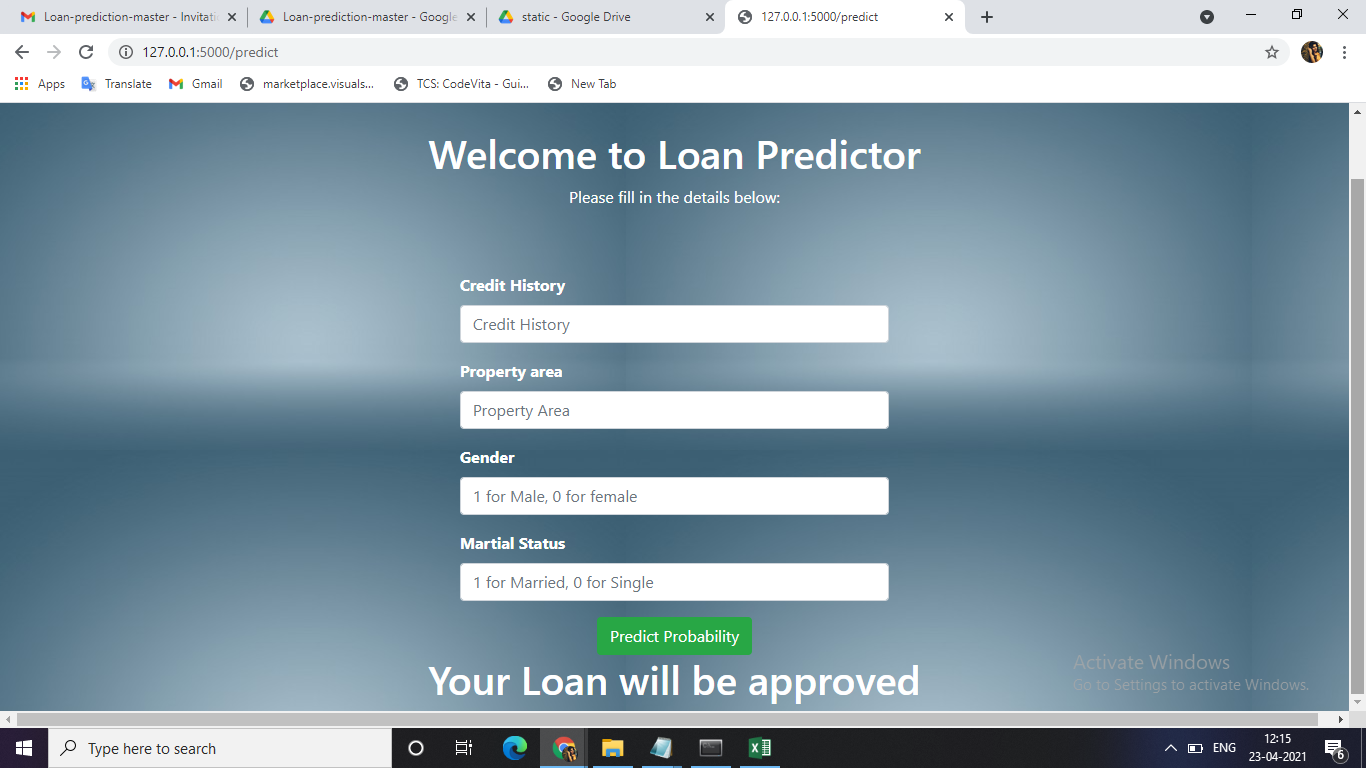 Loan-prediction-master - Invitati
Loan-prediction-master - Google
static - Google Drive
127.0.0.1:5000/predict
127.0.0.1:5000/predict
Apps
Translate
Gmail
marketplace.visuals...
TCS: CodeVita - Gui...
New Tab
Welcome to Loan Predictor
Please fill in the details below:
Credit History
Credit History
Property area
Property Area
Gender
1 for Male, 0 for female
Martial Status
1 for Married, 0 for Single
Predict Probability
Your Loan will be approved
Activate Windows
Go to Settings to activate Windows.
Type here to search
ENG
12:15
23-04-2021
6